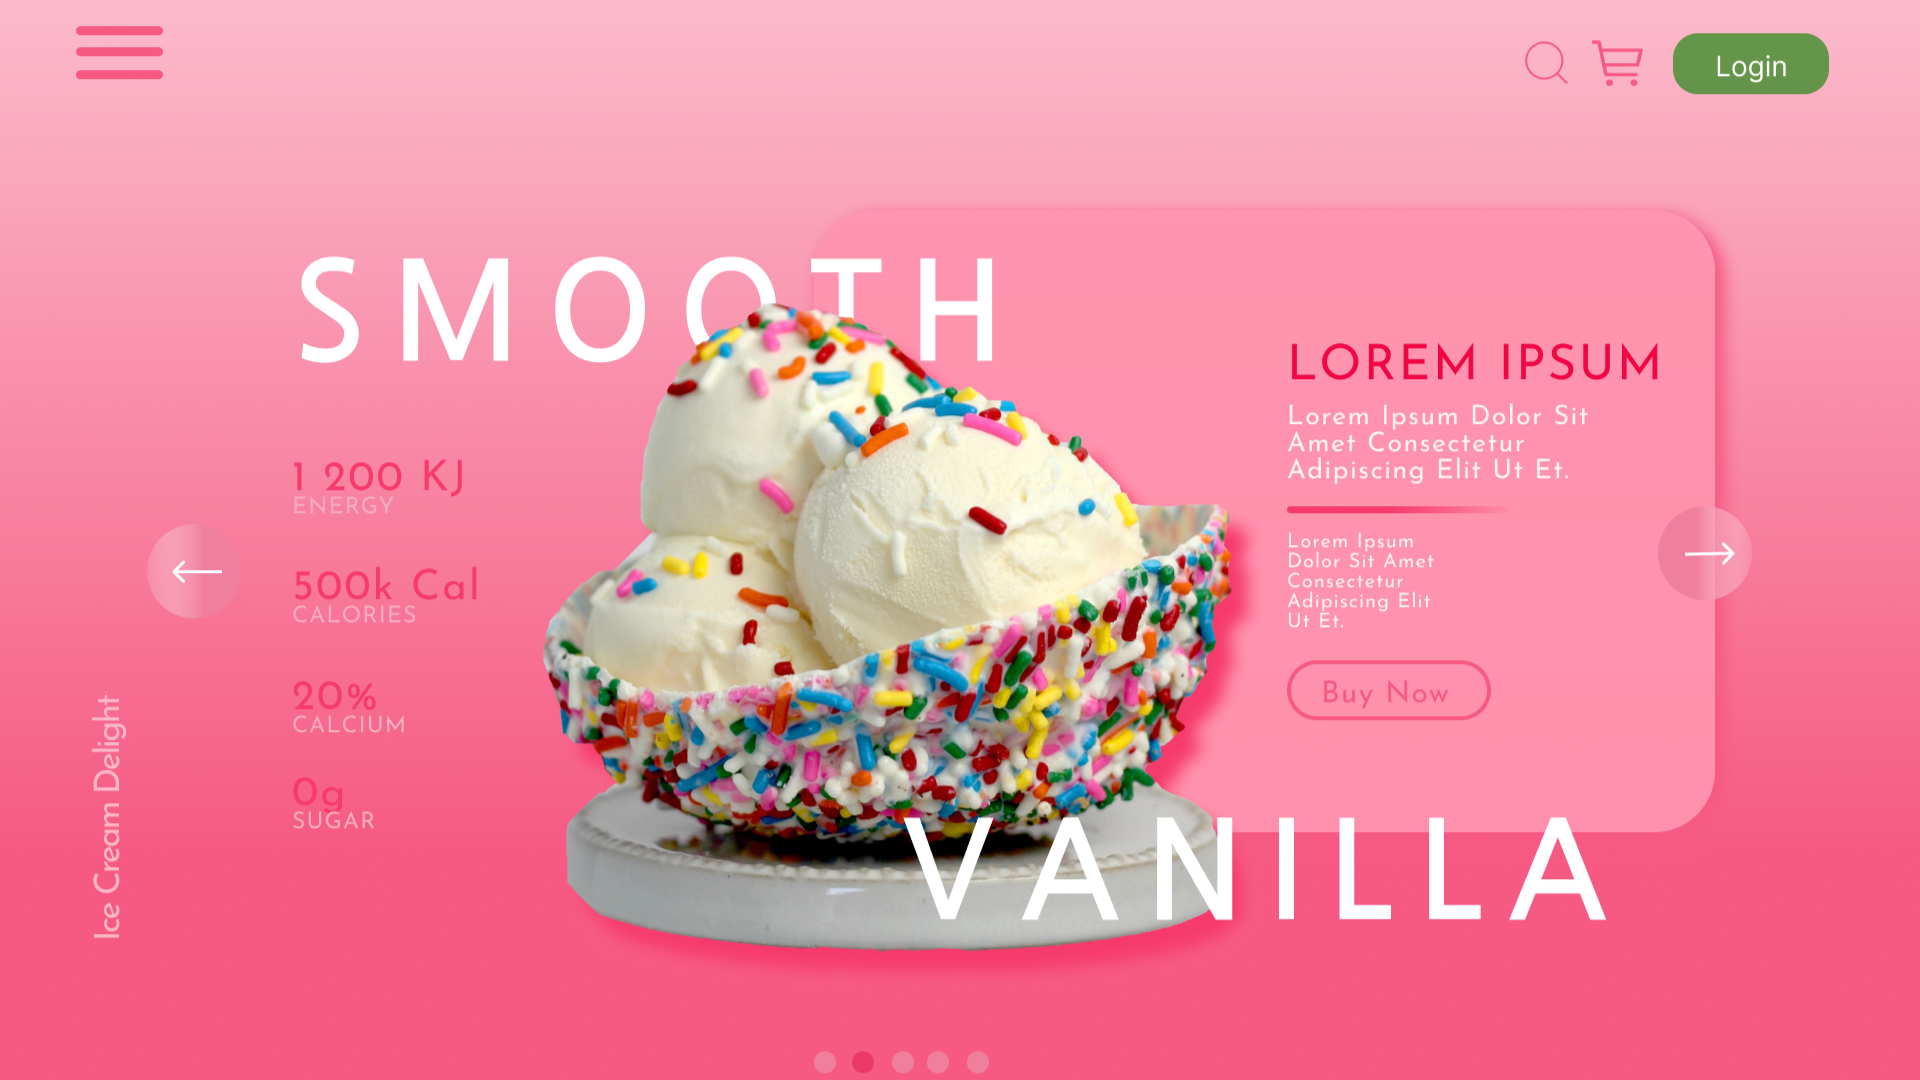 Login
SMOOTH
LOREM IPSUM
Lorem Ipsum Dolor Sit
Amet Consectetur
Adipiscing Elit Ut Et.
1 200 KJ
ENERGY
500k Cal
CALORIES
20%
CALCIUM
0g
SUGAR
Lorem Ipsum
Dolor Sit Amet
Consectetur
Adipiscing Elit
Ut Et.
Buy Now
Ice Cream Delight
VANILLA